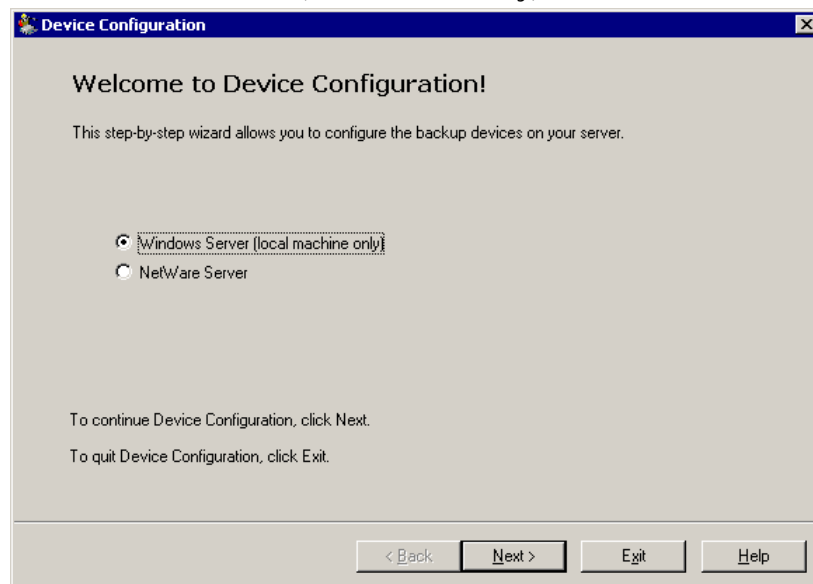 Device Configuration
Welcome to Device Configuration!
This step-by-step wizard allows you to configure the backup devices on your server.
Windows Server (local machine only)
NetWare Server
To continue Device Configuration, click Next.
To quit Device Configuration, click Exit.
< Back Next > Exit Help